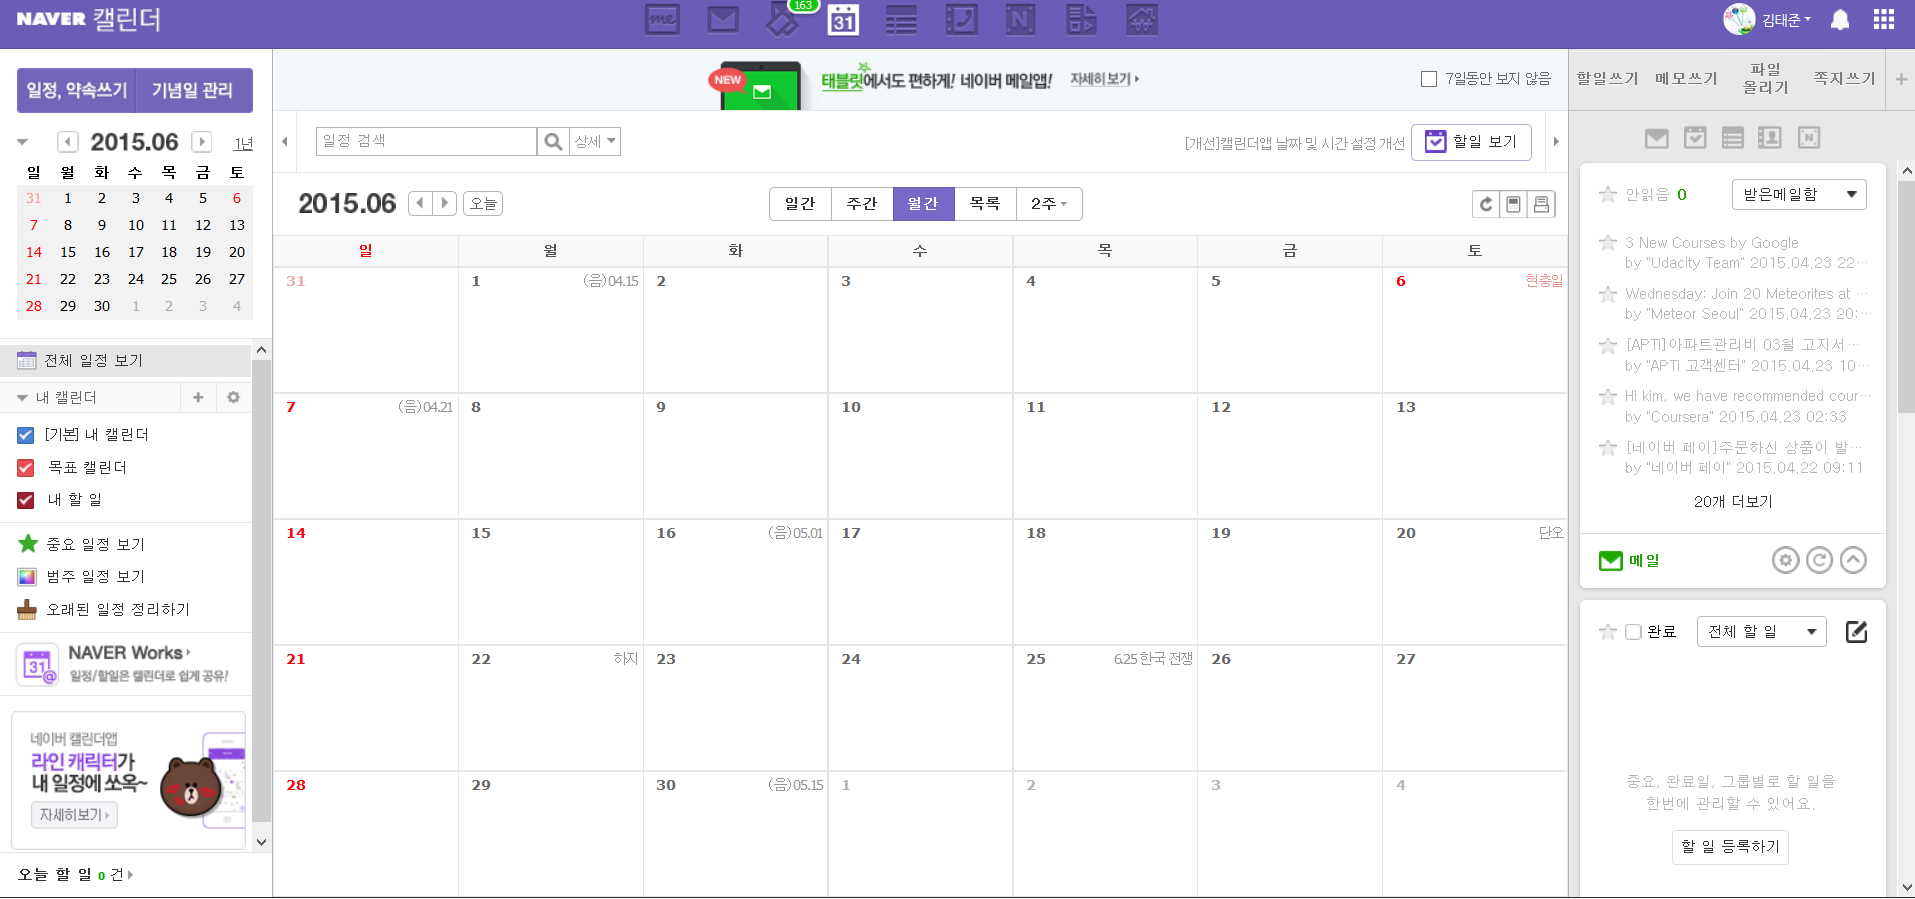 NAVER 캘린더
me 163 31 N
김태준
일정, 약속쓰기 기념일 관리
2015.06 1년
일 월 화 수 목 금 토
31 1 2 3 4 5 6
7 8 9 10 11 12 13
14 15 16 17 18 19 20
21 22 23 24 25 26 27
28 29 30 1 2 3 4
전체 일정 보기
내 캘린더
[기본] 내 캘린더
목표 캘린더
내 할 일
중요 일정 보기
범주 일정 보기
오래된 일정 정리하기
31 @ NAVER Works
일정/할일은 캘린더로 쉽게 공유!
네이버 캘린더앱
라인 캐릭터가
내 일정에 쏘옥~
자세히보기
오늘 할 일 0 건
NEW 태블릿에서도 편하게! 네이버 메일앱! 자세히보기
7일동안 보지 않음
일정 검색 상세
[개선]캘린더앱 날짜 및 시간 설정 개선 할일 보기
2015.06 오늘
일간 주간 월간 목록 2주
일 월 화 수 목 금 토
31 1 (음)04.15 2 3 4 5 6 현충일
7 (음)04.21 8 9 10 11 12 13
14 15 16 (음)05.01 17 18 19 20 단오
21 22 하지 23 24 25 6.25 한국 전쟁 26 27
28 29 30 (음)05.15 1 2 3 4
할일쓰기 메모쓰기 파일 올리기 쪽지쓰기
N
안읽음 0 받은메일함
3 New Courses by Google
by "Udacity Team" 2015.04.23 22···
Wednesday: Join 20 Meteorites at ···
by "Meteor Seoul" 2015.04.23 20:···
[APTi]아파트관리비 03월 고지서···
by "APTi 고객센터" 2015.04.23 10···
Hi kim, we have recommended cour···
by "Coursera" 2015.04.23 02:33
[네이버 페이]주문하신 상품이 발···
by "네이버 페이" 2015.04.22 09:11
20개 더보기
메일
완료 전체 할 일
중요, 완료일, 그룹별로 할 일을
한번에 관리할 수 있어요.
할 일 등록하기